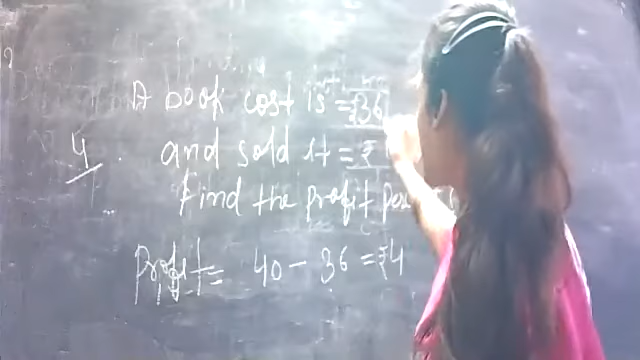 A book cost is = ₹36
4. and sold it = ₹
Find the profit
Profit = 40 - 36 = ₹4